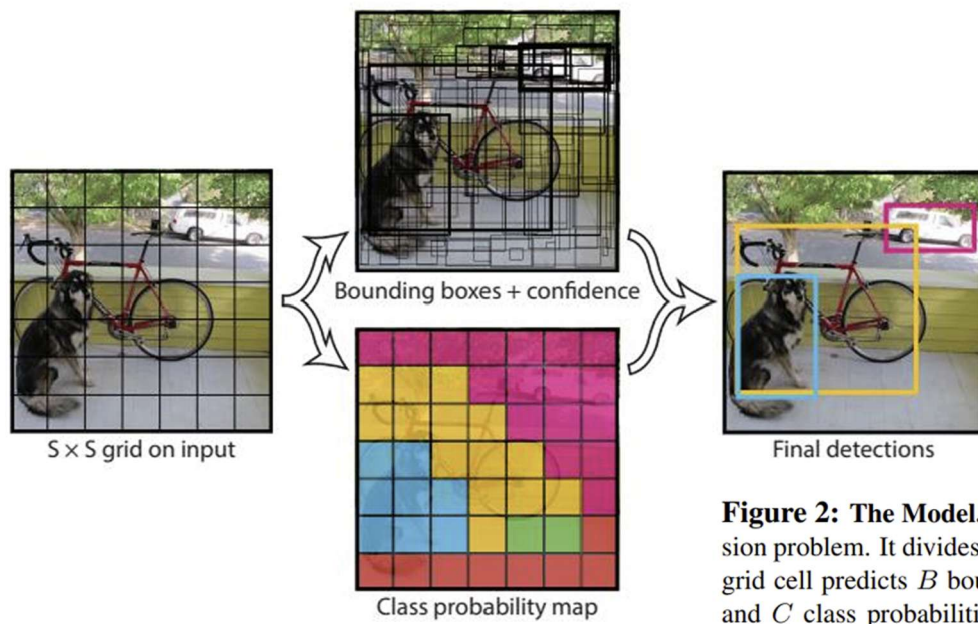 Bounding boxes + confidence
S × S grid on input
Class probability map
Final detections
Figure 2: The Model.
sion problem. It divides
grid cell predicts B bou
and C class probabiliti